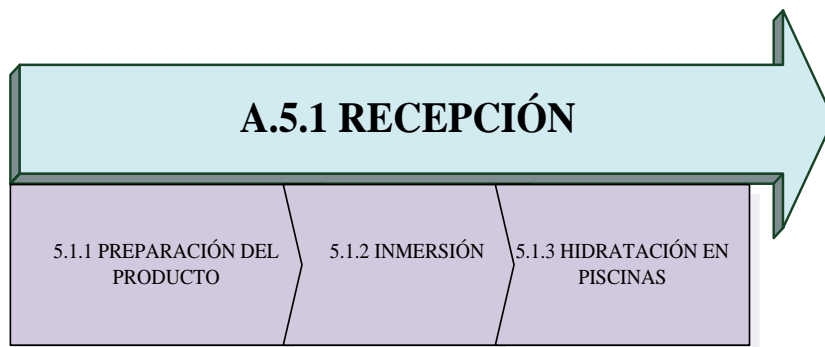 A.5.1 RECEPCIÓN
5.1.1 PREPARACIÓN DEL
PRODUCTO
5.1.2 INMERSIÓN
5.1.3 HIDRATACIÓN EN
PISCINAS